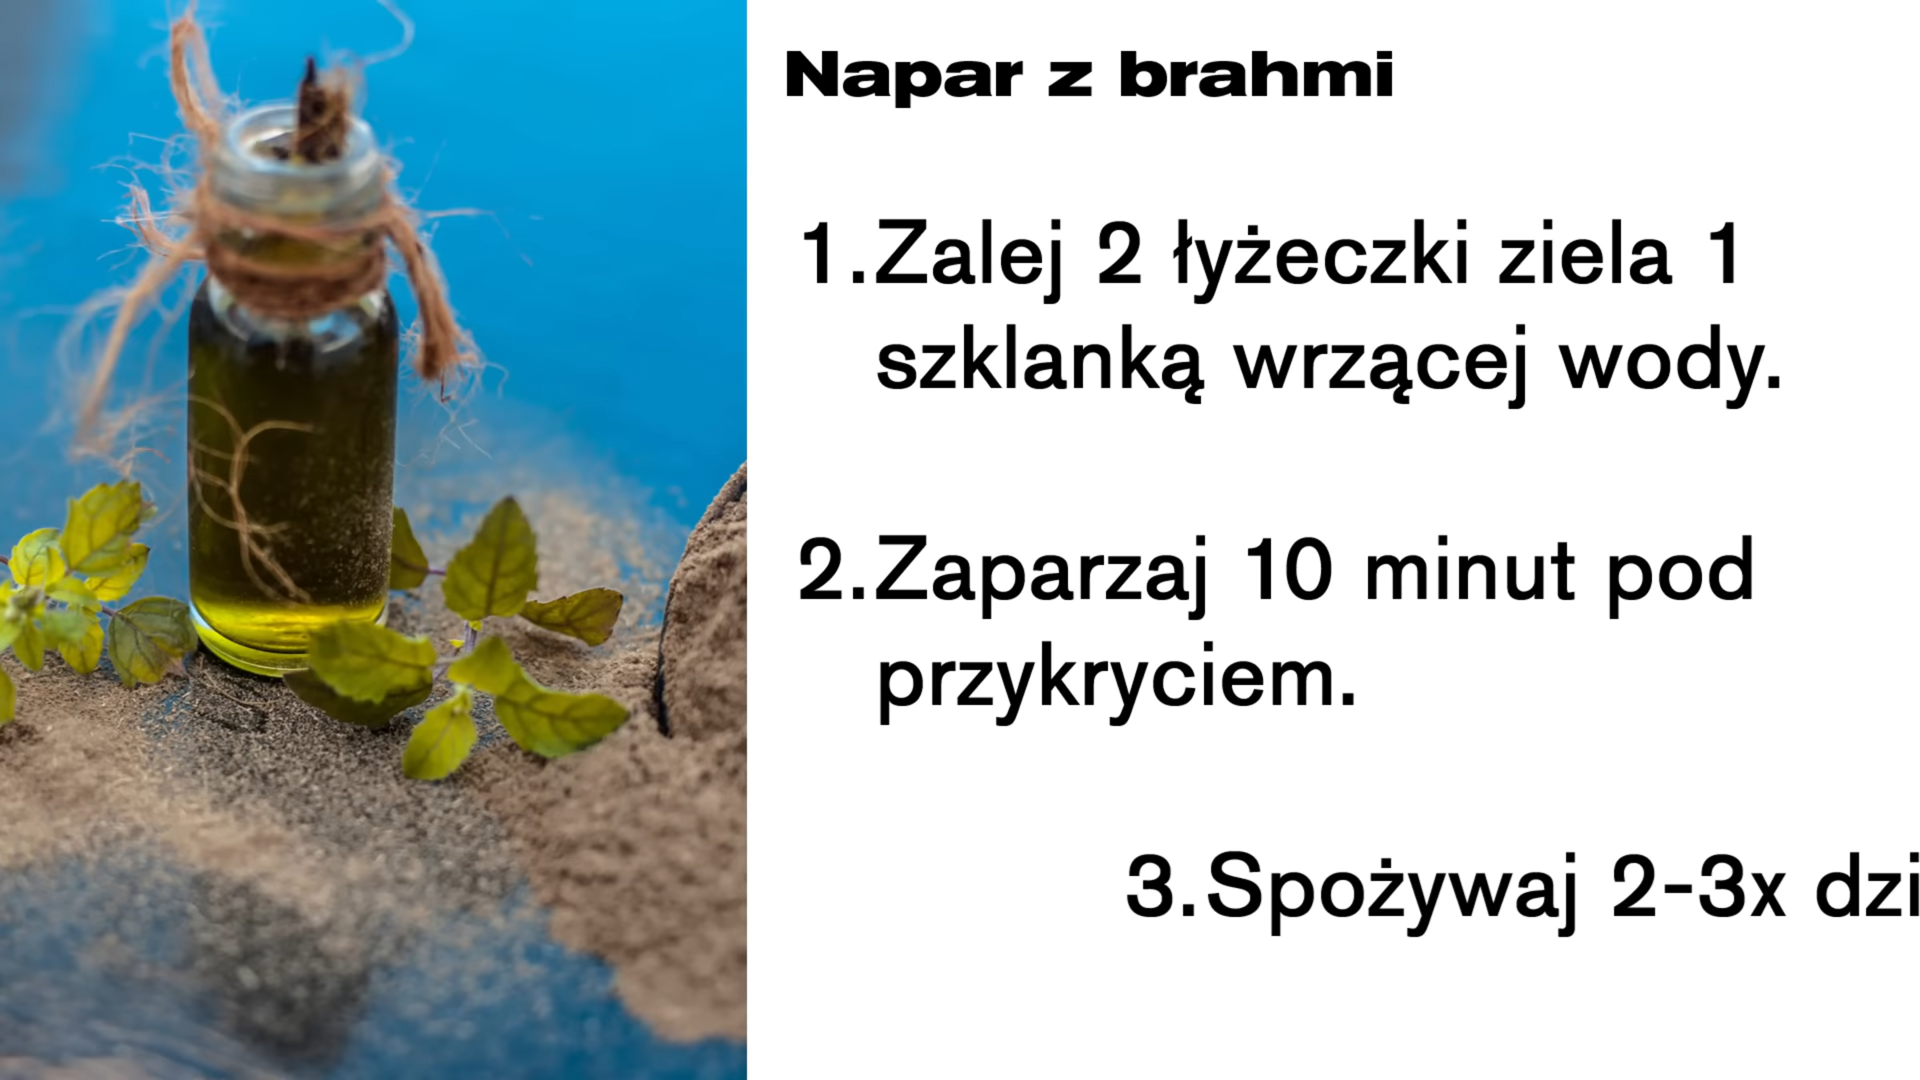 Napar z brahmi
1.Zalej 2 łyżeczki ziela 1
szklanką wrzącej wody.
2.Zaparzaj 10 minut pod
przykryciem.
3.Spożywaj 2-3x dzi